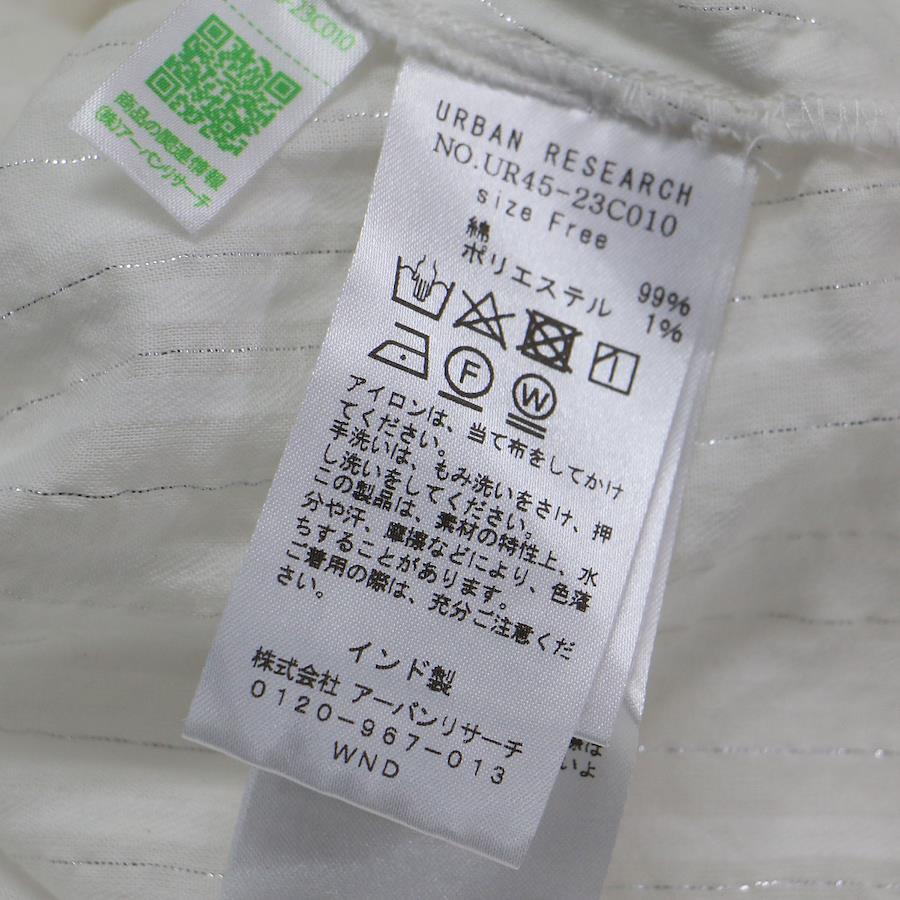 -23C010
商品の関連情報
(株)アーバンリサーチ
URBAN RESEARCH
NO.UR45-23C010
size Free
綿 99%
ポリエステル 1%
F
W
アイロンは、当て布をしてかけ
てください。
手洗いは、もみ洗いをさけ、押
し洗いをしてください。
この製品は、素材の特性上、水
分や汗、摩擦などにより、色落
ちすることがあります。
ご着用の際は、充分ご注意くだ
さい。
インド製
株式会社 アーバンリサーチ
0120-967-013
WND
は
いよ